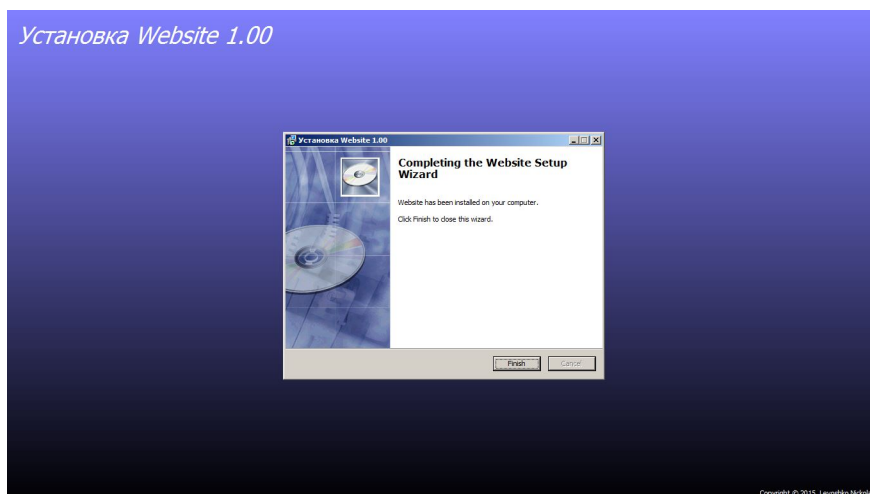 Установка Website 1.00
Установка Website 1.00
Completing the Website Setup
Wizard
Website has been installed on your computer.
Click Finish to close this wizard.
Finish
Cancel
Copyright © 2015, Levoshko